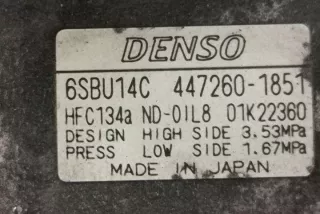 DENSO
6SBU14C 447260-1851
HFC134a ND-OIL8 01K22360
DESIGN HIGH SIDE 3.53MPa
PRESS LOW SIDE 1.67MPa
MADE IN JAPAN